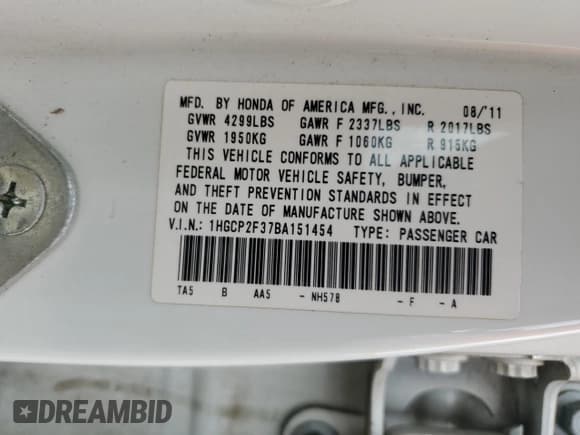 MFD. BY HONDA OF AMERICA MFG., INC. 08/'11
GVWR 4299LBS GAWR F 2337LBS R 2017LBS
GVWR 1950KG GAWR F 1060KG R 915KG
THIS VEHICLE CONFORMS TO ALL APPLICABLE
FEDERAL MOTOR VEHICLE SAFETY, BUMPER,
AND THEFT PREVENTION STANDARDS IN EFFECT
ON THE DATE OF MANUFACTURE SHOWN ABOVE.
V.I.N.: 1HGCP2F37BA151454 TYPE: PASSENGER CAR
TA5 B AA5 - NH578 - F - A
DREAMBID